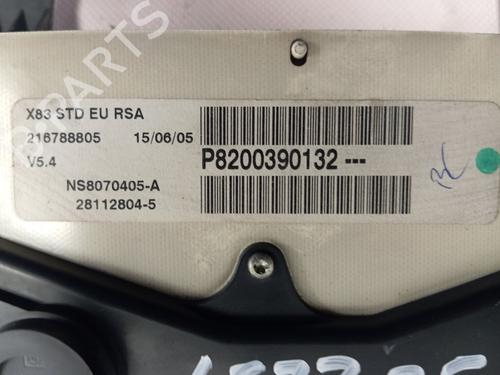 X83 STD EU RSA
216788805 15/06/05
V5.4
P8200390132---
NS8070405-A
28112804-5